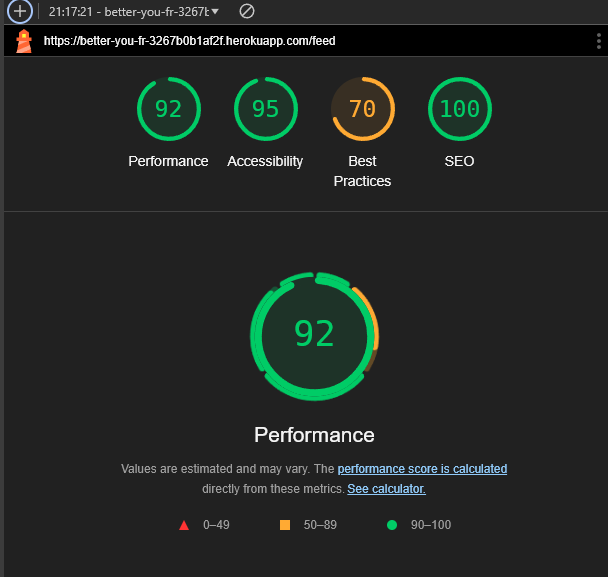 21:17:21 - better-you-fr-3267b
https://better-you-fr-3267b0b1af2f.herokuapp.com/feed
92
95
70
100
Performance
Accessibility
Best
Practices
SEO
92
Performance
Values are estimated and may vary. The performance score is calculated
directly from these metrics. See calculator.
0–49
50–89
90–100